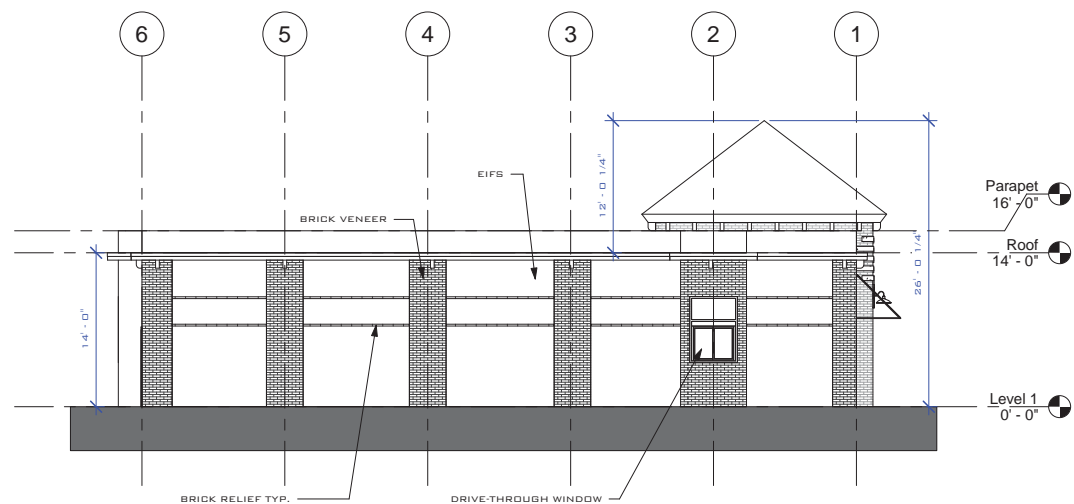 6
5
4
3
2
1
12' - 0 1/4"
EIFS
Parapet
16' - 0"
BRICK VENEER
Roof
14' - 0"
26' - 0 1/4"
14' - 0"
Level 1
0' - 0"
BRICK RELIEF TYP.
DRIVE-THROUGH WINDOW